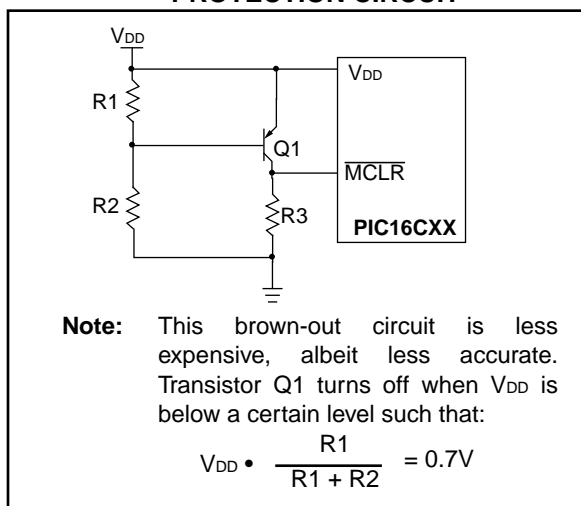 PROTECTION CIRCUIT
VDD
VDD
R1
Q1
MCLR
R2
R3
PIC16CXX
Note: This brown-out circuit is less
expensive, albeit less accurate.
Transistor Q1 turns off when VDD is
below a certain level such that:
VDD • R1 / R1 + R2 = 0.7V